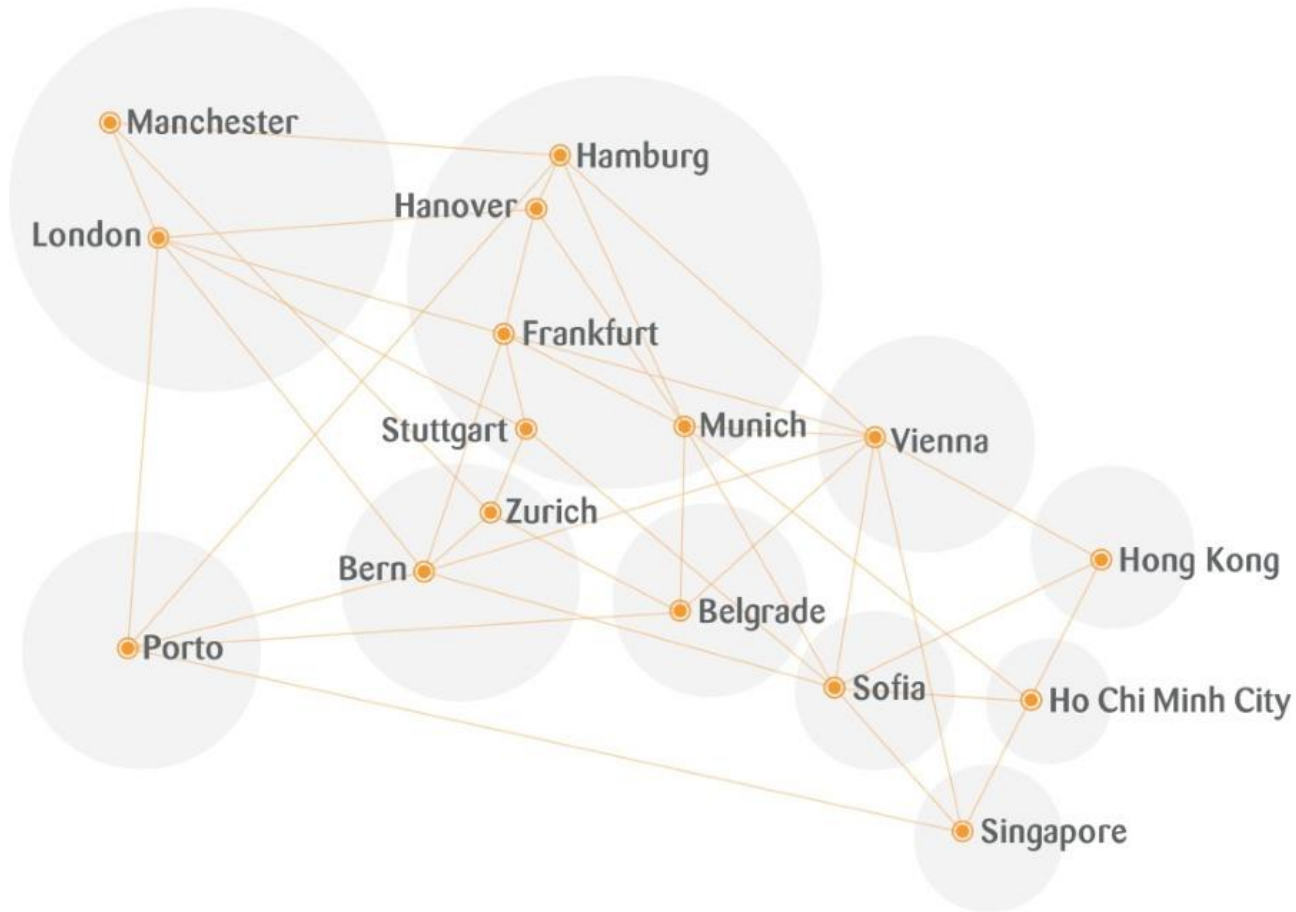 Manchester
Hamburg
Hanover
London
Frankfurt
Munich
Stuttgart
Vienna
Zurich
Hong Kong
Bern
Belgrade
Porto
Sofia
Ho Chi Minh City
Singapore